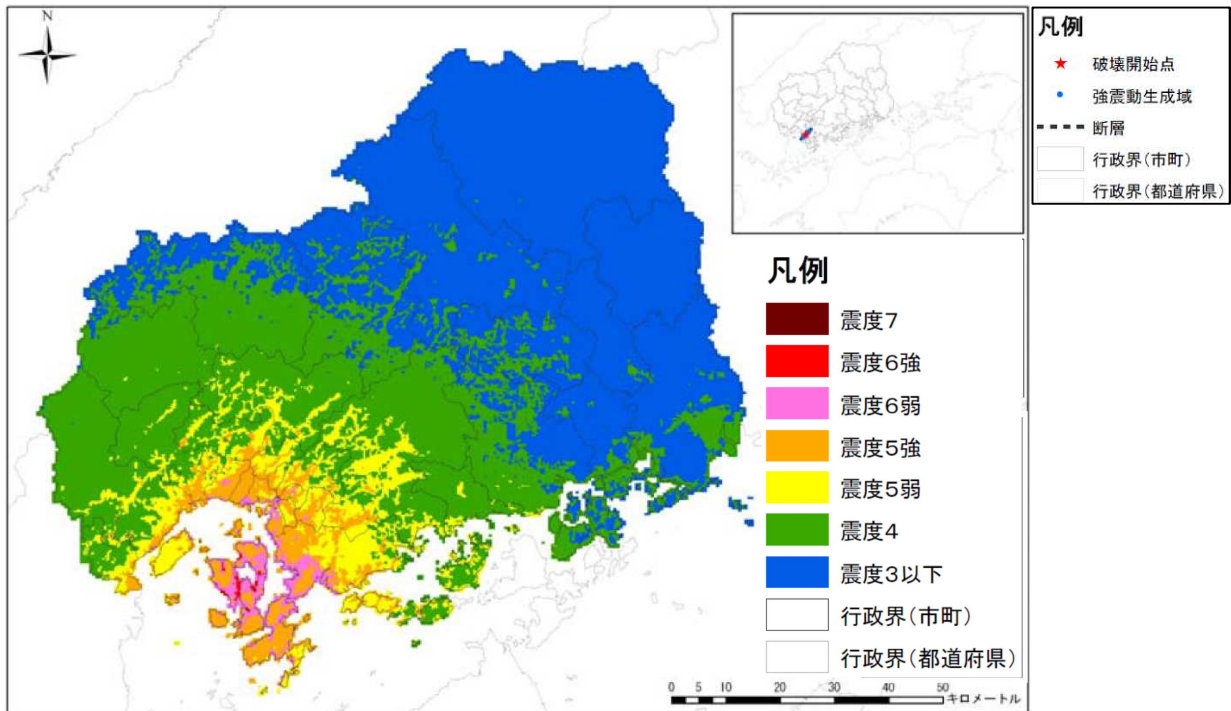 N
凡例
破壊開始点
強震動生成域
断層
行政界(市町)
行政界(都道府県)
凡例
震度7
震度6強
震度6弱
震度5強
震度5弱
震度4
震度3以下
行政界(市町)
行政界(都道府県)
0 5 10 20 30 40 50
キロメートル